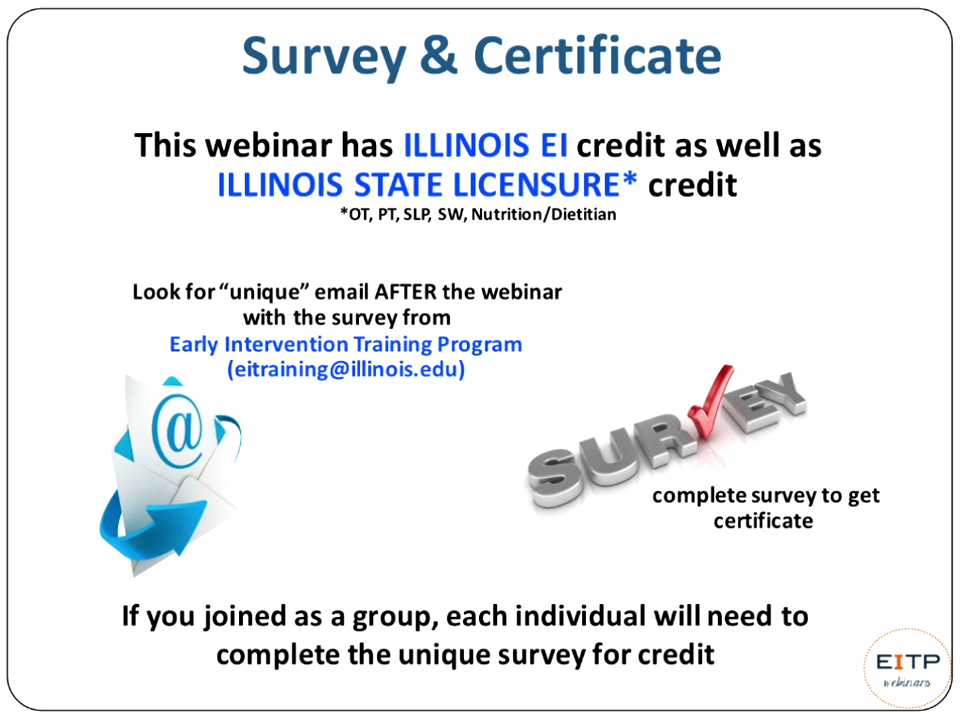 Survey & Certificate
This webinar has ILLINOIS EI credit as well as
ILLINOIS STATE LICENSURE* credit
*OT, PT, SLP, SW, Nutrition/Dietitian
Look for “unique” email AFTER the webinar
with the survey from
Early Intervention Training Program
(eitraining@illinois.edu)
@
SURVEY
complete survey to get
certificate
If you joined as a group, each individual will need to
complete the unique survey for credit
EITP
webinars